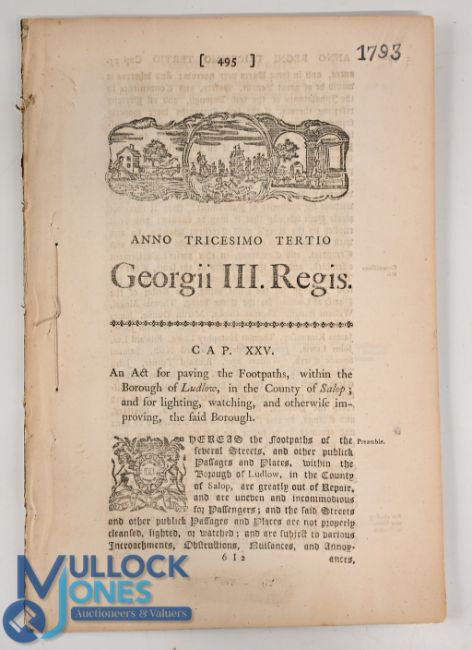 [ 495 ]
1793
ANNO TRICESIMO TERTIO
Georgii III. Regis.
CAP. XXV.
An Act for paving the Footpaths, within the
Borough of Ludlow, in the County of Salop;
and for lighting, watching, and otherwise im-
proving, the said Borough.
WHEREAS the Footpaths of the
Preamble.
several Streets, and other publick
Passages and Places, within the
Borough of Ludlow, in the County
of Salop, are greatly out of Repair,
and are uneven and incommodious
for Passengers; and the said Streets
and other publick Passages and Places are not properly
cleansed, lighted, or watched; and are subject to various
Incroachments, Obstructions, Nuisances, and Annoy-
6 I 2
ances,
MULLOCK
JONES
Auctioneers & Valuers